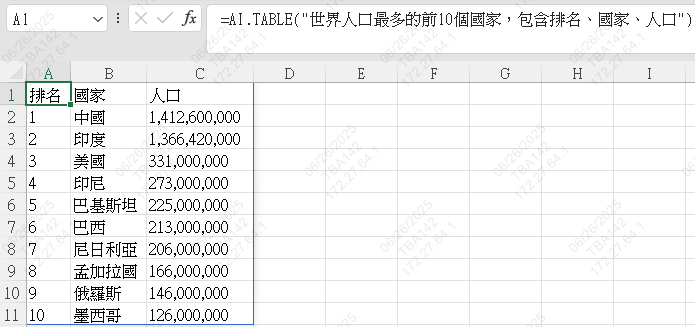 A1 fx =AI.TABLE("世界人口最多的前10個國家，包含排名、國家、人口")
A B C D E F G H I
1 排名 國家 人口
2 1 中國 1,412,600,000
3 2 印度 1,366,420,000
4 3 美國 331,000,000
5 4 印尼 273,000,000
6 5 巴基斯坦 225,000,000
7 6 巴西 213,000,000
8 7 尼日利亞 206,000,000
9 8 孟加拉國 166,000,000
10 9 俄羅斯 146,000,000
11 10 墨西哥 126,000,000
06/26/2025
TBA142
172.27.64.1